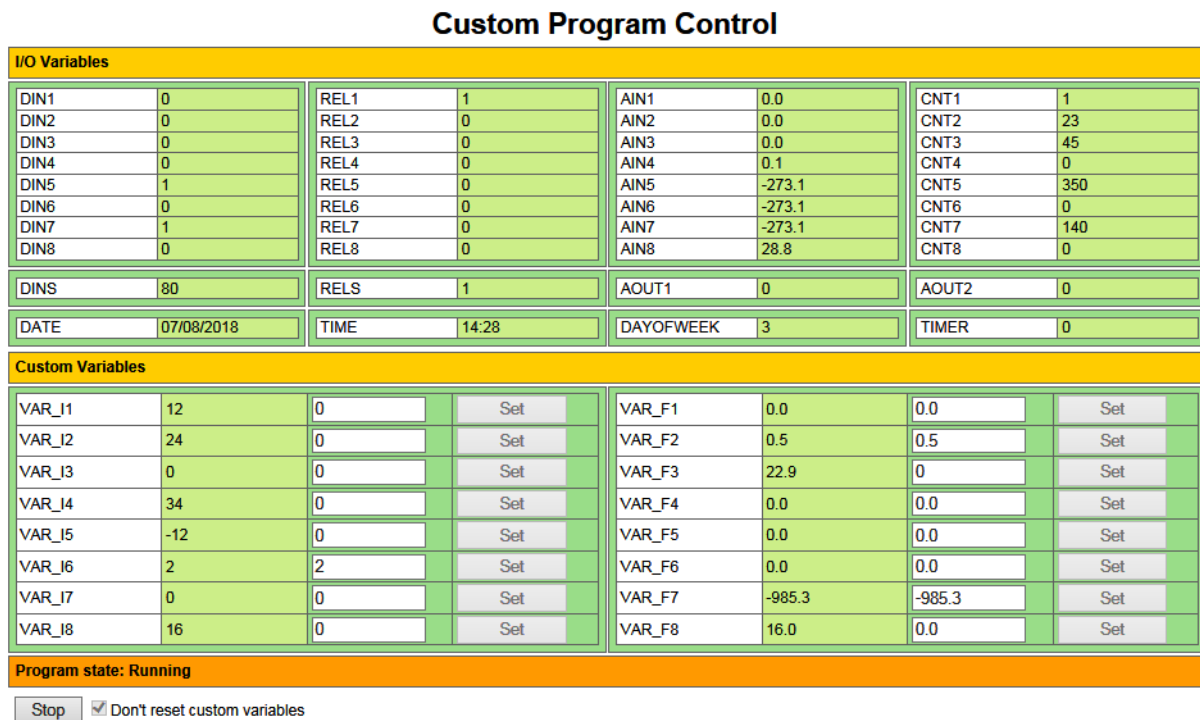 Custom Program Control
I/O Variables
DIN1 0 REL1 1 AIN1 0.0 CNT1 1
DIN2 0 REL2 0 AIN2 0.0 CNT2 23
DIN3 0 REL3 0 AIN3 0.0 CNT3 45
DIN4 0 REL4 0 AIN4 0.1 CNT4 0
DIN5 1 REL5 0 AIN5 -273.1 CNT5 350
DIN6 0 REL6 0 AIN6 -273.1 CNT6 0
DIN7 1 REL7 0 AIN7 -273.1 CNT7 140
DIN8 0 REL8 0 AIN8 28.8 CNT8 0
DINS 80 RELS 1 AOUT1 0 AOUT2 0
DATE 07/08/2018 TIME 14:28 DAYOFWEEK 3 TIMER 0
Custom Variables
VAR_I1 12 0 Set VAR_F1 0.0 0.0 Set
VAR_I2 24 0 Set VAR_F2 0.5 0.5 Set
VAR_I3 0 0 Set VAR_F3 22.9 0 Set
VAR_I4 34 0 Set VAR_F4 0.0 0.0 Set
VAR_I5 -12 0 Set VAR_F5 0.0 0.0 Set
VAR_I6 2 2 Set VAR_F6 0.0 0.0 Set
VAR_I7 0 0 Set VAR_F7 -985.3 -985.3 Set
VAR_I8 16 0 Set VAR_F8 16.0 0.0 Set
Program state: Running
Stop Don't reset custom variables